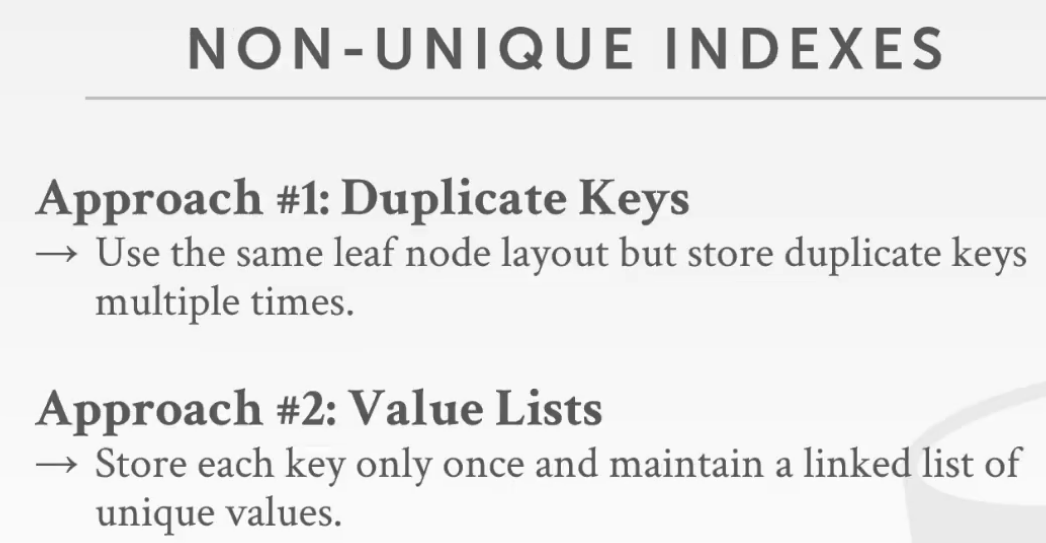 NON-UNIQUE INDEXES
Approach #1: Duplicate Keys
→ Use the same leaf node layout but store duplicate keys
multiple times.
Approach #2: Value Lists
→ Store each key only once and maintain a linked list of
unique values.